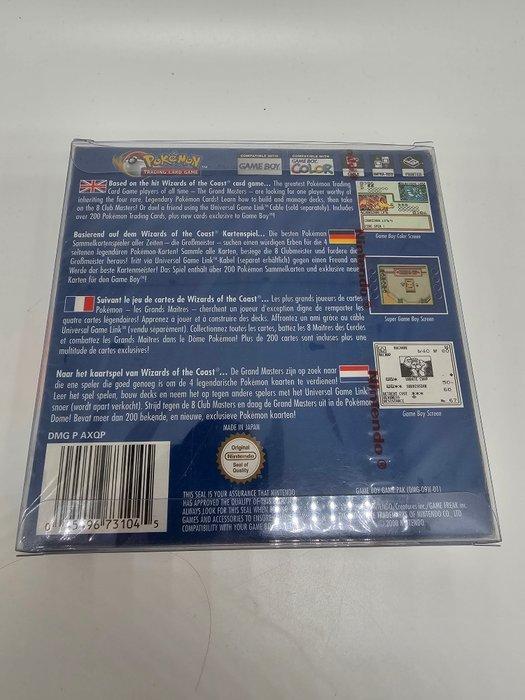 POKéMON
TRADING CARD GAME
COMPATIBLE WITH
GAME BOY
COMPATIBLE WITH
GAME BOY
COLOR
Based on the hit Wizards of the Coast® card game... The greatest Pokémon Trading
Card Game players of all time – the Grand Masters – are looking for one player worthy of
inheriting the four rare, Legendary Pokémon Cards! Learn how to build and manage decks, then take
on the 8 Club Masters! Or duel a friend using the Universal Game Link™ Cable (sold separately). Includes
over 200 Pokémon Trading Cards, plus new cards exclusive to Game Boy™!
Game Boy Color Screen
Basierend auf dem Wizards of the Coast® Kartenspiel... Die besten Pokémon
Sammelkartenspieler aller Zeiten – die Großmeister – suchen einen würdigen Erben für die 4
seltenen legendären Pokémon-Karten! Sammle Karten, besiege die 8 Clubmeister und die
Großmeister heraus! Tritt via Universal Game Link™-Kabel (separat erhältlich) gegen einen Freund an
Werde der beste Kartenmeister! Das Spiel enthält über 200 Pokémon Sammelkarten und exklusive neue
Karten für den Game Boy™!
Super Game Boy Screen
Suivant le jeu de cartes de Wizards of the Coast®... Les plus grands joueurs de cartes
Pokémon – les Grands Maîtres – cherchent un joueur d'exception digne de remporter les
quatre cartes légendaires! Apprenez à jouer et à construire des decks. Affrontez un ami grâce au câble
Universal Game Link™ (vendu séparément). Collectionnez toutes les cartes, battez les 8 Maîtres des Cercles
et combattez les Grands Maîtres dans le Dôme Pokémon! Plus de 200 cartes sont incluses plus une
multitude de cartes exclusives!
Naar het kaartspel van Wizards of the Coast®... De Grand Masters zijn op zoek naar
die ene speler die goed genoeg is om de 4 legendarische Pokémon kaarten te verdienen!
Leer het spel spelen, bouw decks en neem het op tegen andere spelers met het Universal Game Link™
snoer (wordt apart verkocht). Strijd tegen de 8 Club Masters en daag de Grand Masters uit in de Pokémon
Dome! Bevat meer dan 200 bekende, en nieuwe, exclusieve Pokémon kaarten!
Game Boy Screen
Nintendo®
MADE IN JAPAN
DMG P AXQP
Original
Nintendo
Seal of
Quality
THIS SEAL IS YOUR ASSURANCE THAT NINTENDO
HAS APPROVED THE QUALITY OF THIS
ALWAYS LOOK FOR THIS SEAL WHEN
GAMES AND ACCESSORIES TO ENSURE
COMPATIBILITY WITH YOUR GAME
GAME BOY GAME PAK (DMG-09)
NINTENDO, Creatures inc./GAME FREAK inc.
TRADEMARKS OF NINTENDO CO., LTD
2000 NINTENDO
96 73104 5